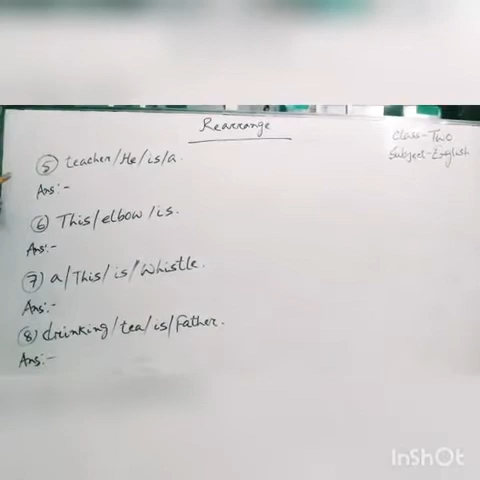 Rearrange
Class-Two
Subject-English
5 teacher/He/is/a.
Ans:-
6 This/elbow/is.
Ans:-
7 a/This/is/Whistle.
Ans:-
8 drinking/tea/is/Father.
Ans:-
InShOt